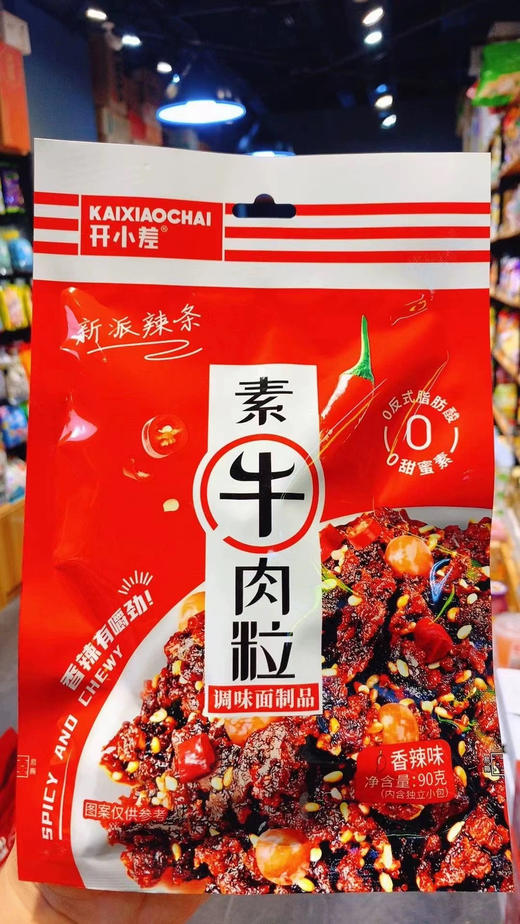 KAIXIAOCHAI
开小差®
新派辣条
素牛肉粒
调味面制品
0反式脂肪酸
0
0甜蜜素
香辣有嚼劲!
SPICY AND CHEWY
香辣味
净含量:90克
(内含独立小包)
图案仅供参考